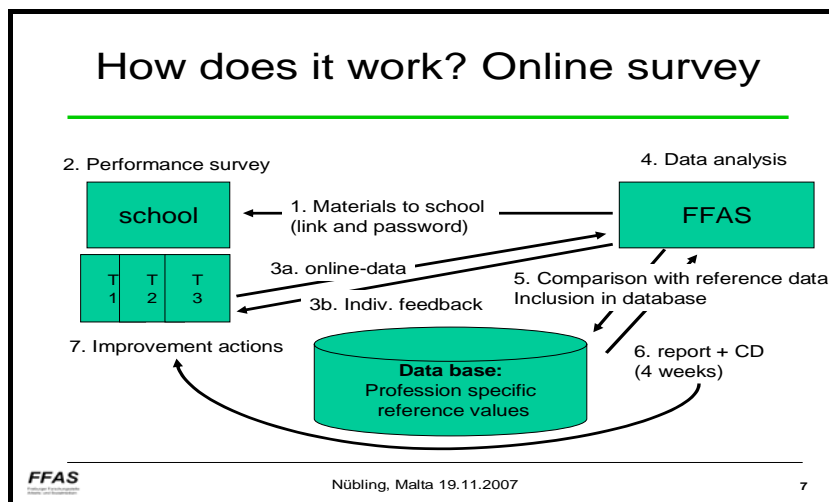 How does it work? Online survey
2. Performance survey
4. Data analysis
school
1. Materials to school
(link and password)
FFAS
T
1
T
2
T
3
3a. online-data
3b. Indiv. feedback
5. Comparison with reference data
Inclusion in database
7. Improvement actions
Data base:
Profession specific
reference values
6. report + CD
(4 weeks)
FFAS
Nübling, Malta 19.11.2007
7